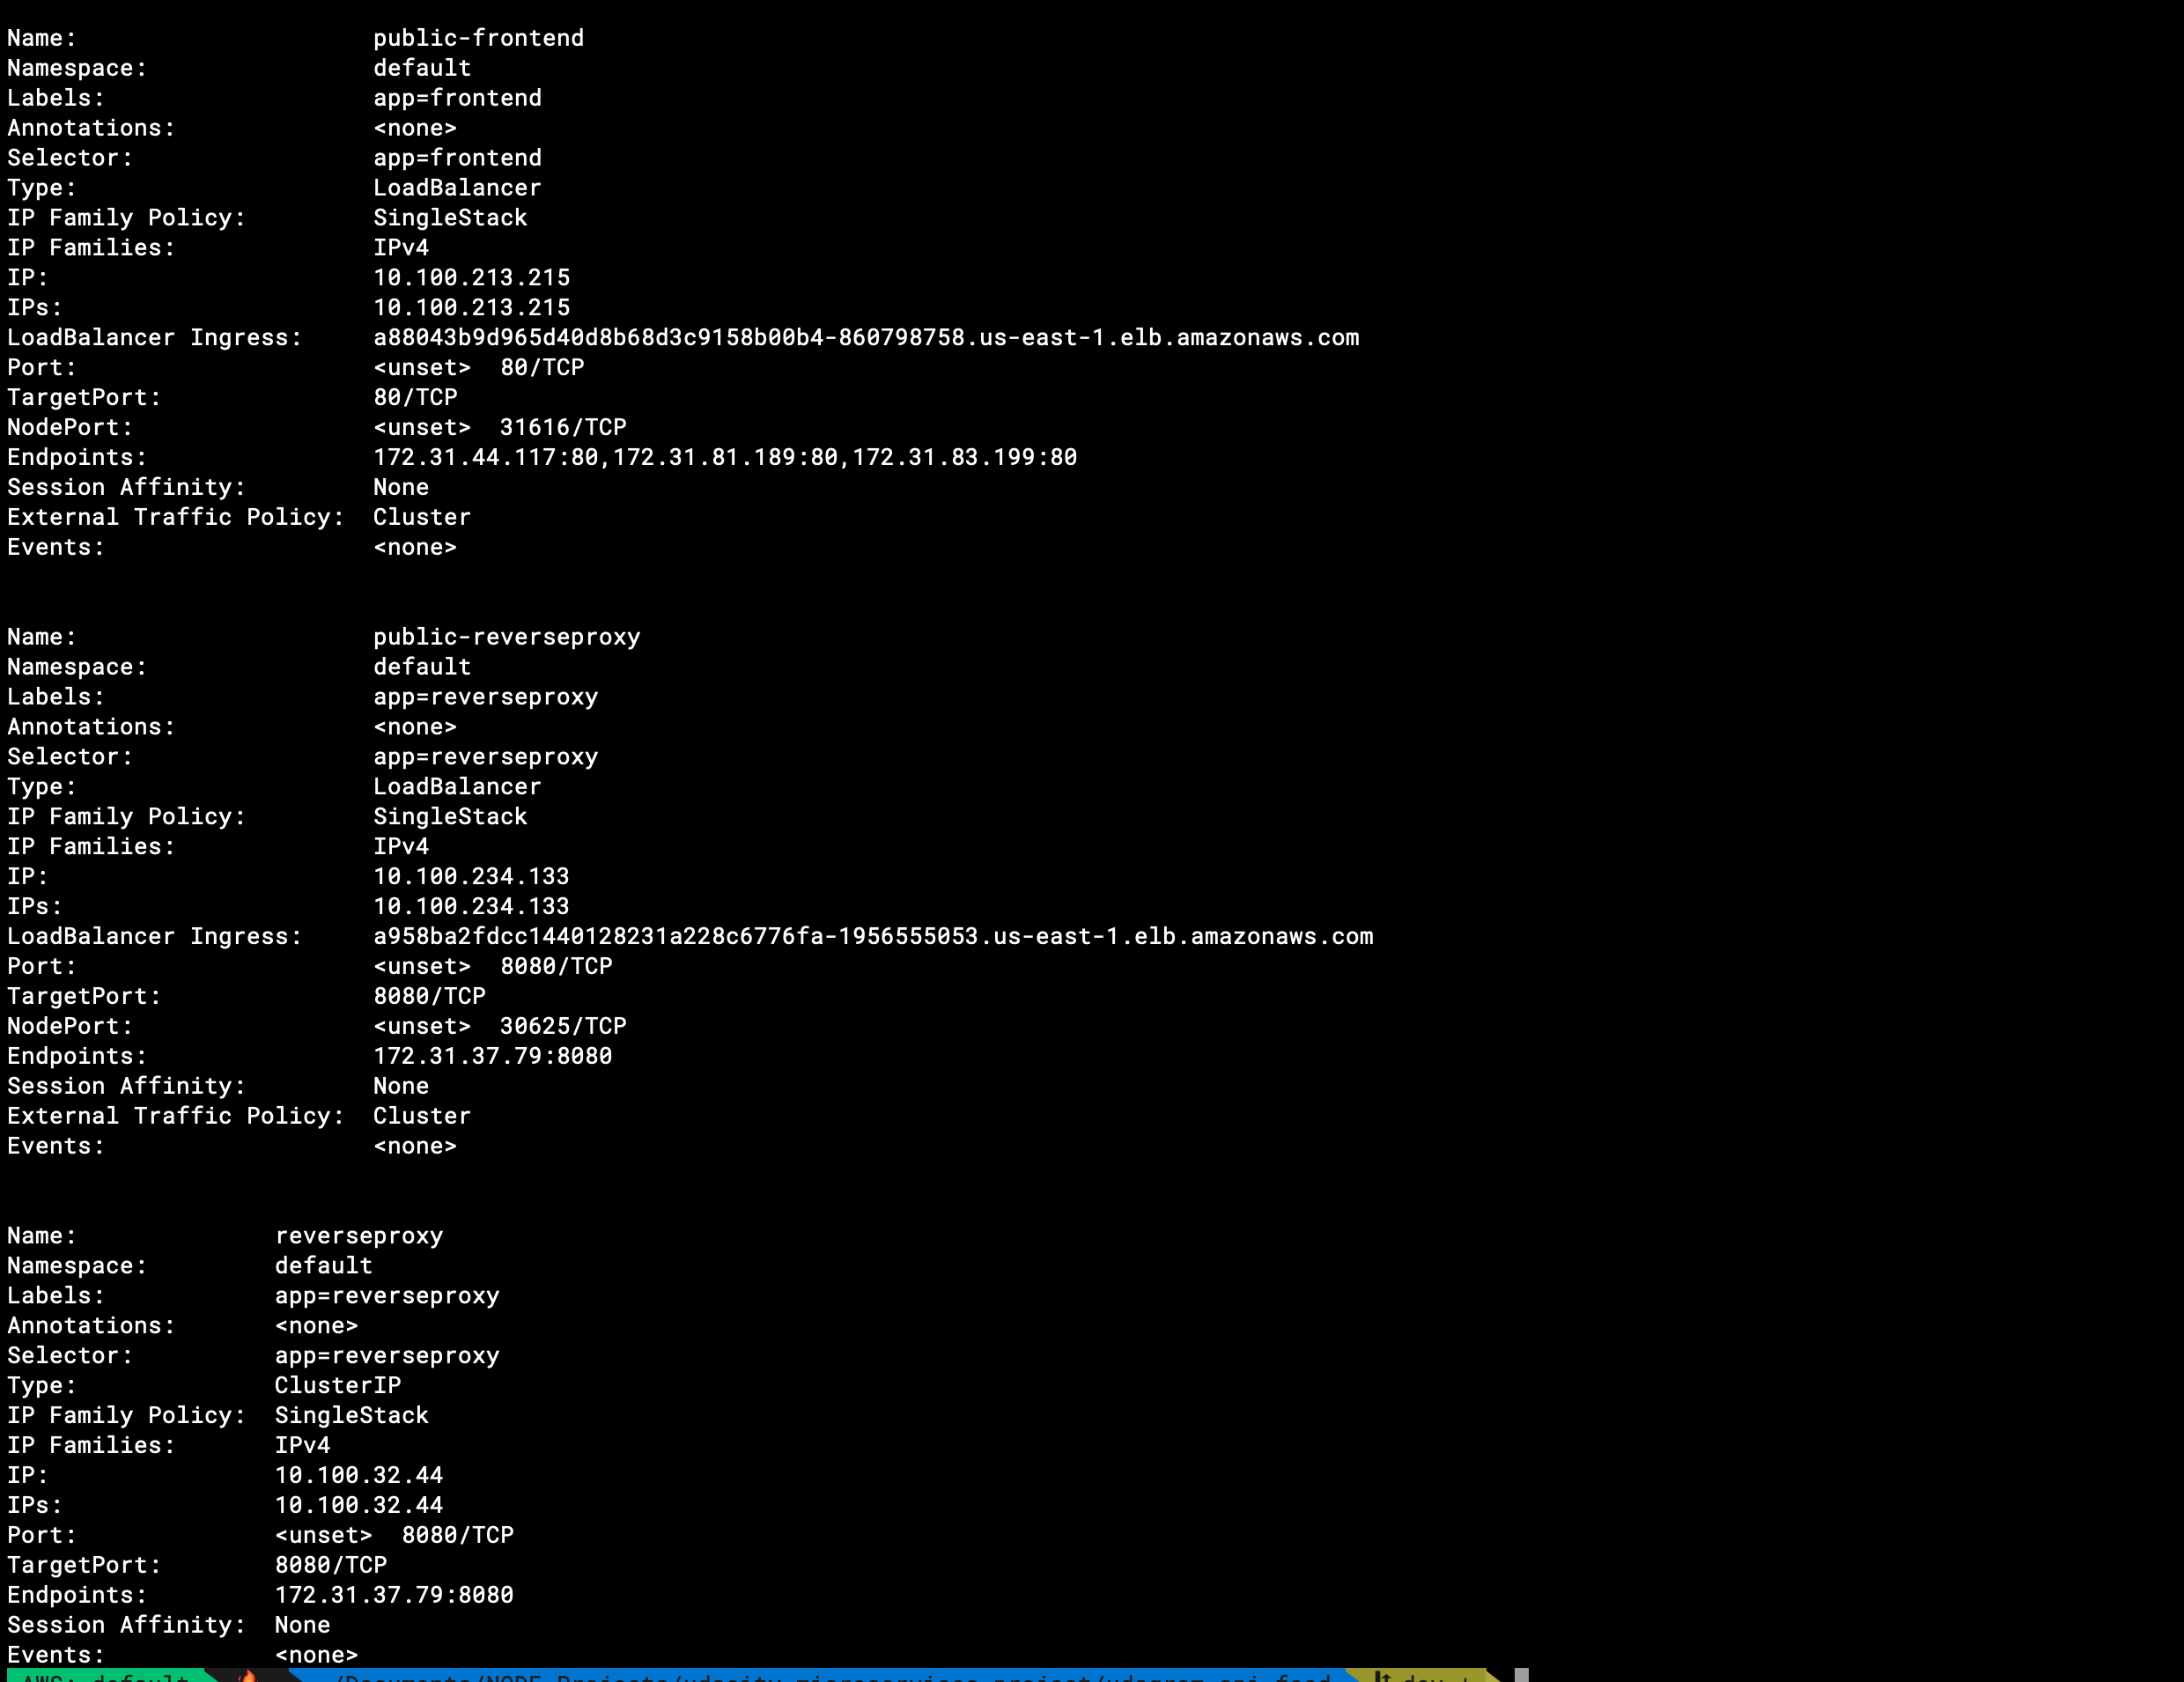 Name: public-frontend
Namespace: default
Labels: app=frontend
Annotations: <none>
Selector: app=frontend
Type: LoadBalancer
IP Family Policy: SingleStack
IP Families: IPv4
IP: 10.100.213.215
IPs: 10.100.213.215
LoadBalancer Ingress: a88043b9d965d40d8b68d3c9158b00b4-860798758.us-east-1.elb.amazonaws.com
Port: <unset> 80/TCP
TargetPort: 80/TCP
NodePort: <unset> 31616/TCP
Endpoints: 172.31.44.117:80,172.31.81.189:80,172.31.83.199:80
Session Affinity: None
External Traffic Policy: Cluster
Events: <none>
Name: public-reverseproxy
Namespace: default
Labels: app=reverseproxy
Annotations: <none>
Selector: app=reverseproxy
Type: LoadBalancer
IP Family Policy: SingleStack
IP Families: IPv4
IP: 10.100.234.133
IPs: 10.100.234.133
LoadBalancer Ingress: a958ba2fdcc1440128231a228c6776fa-1956555053.us-east-1.elb.amazonaws.com
Port: <unset> 8080/TCP
TargetPort: 8080/TCP
NodePort: <unset> 30625/TCP
Endpoints: 172.31.37.79:8080
Session Affinity: None
External Traffic Policy: Cluster
Events: <none>
Name: reverseproxy
Namespace: default
Labels: app=reverseproxy
Annotations: <none>
Selector: app=reverseproxy
Type: ClusterIP
IP Family Policy: SingleStack
IP Families: IPv4
IP: 10.100.32.44
IPs: 10.100.32.44
Port: <unset> 8080/TCP
TargetPort: 8080/TCP
Endpoints: 172.31.37.79:8080
Session Affinity: None
Events: <none>
AWS: default